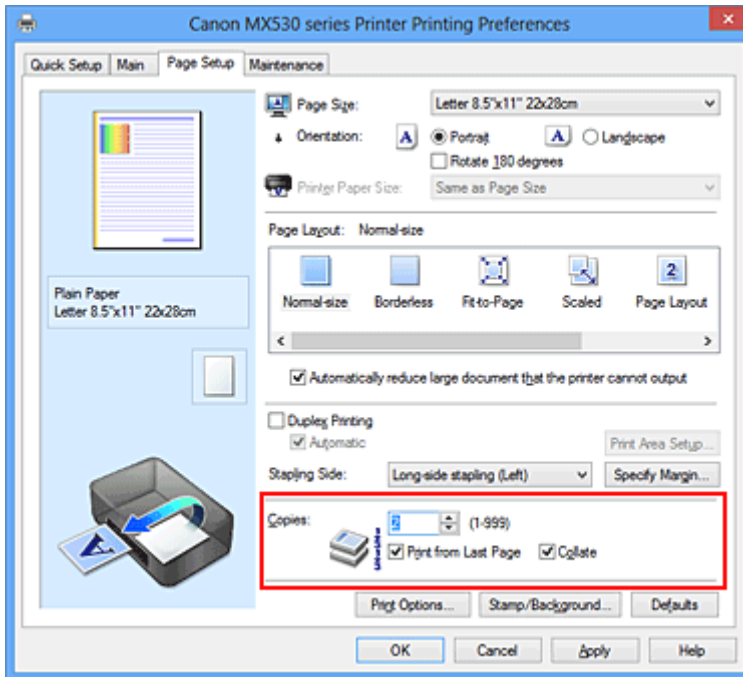 Canon MX530 series Printer Printing Preferences
Quick Setup Main Page Setup Maintenance
Page Size: Letter 8.5"x11" 22x28cm
Orientation: A Portrait A Landscape
Rotate 180 degrees
Printer Paper Size: Same as Page Size
Page Layout: Normal-size
2
Normal-size Borderless Fit-to-Page Scaled Page Layout
Plain Paper
Letter 8.5"x11" 22x28cm
Automatically reduce large document that the printer cannot output
Duplex Printing
Automatic Print Area Setup...
Stapling Side: Long-side stapling (Left) Specify Margin...
Copies: 2 (1-999)
Print from Last Page Collate
A
Print Options... Stamp/Background... Defaults
OK Cancel Apply Help